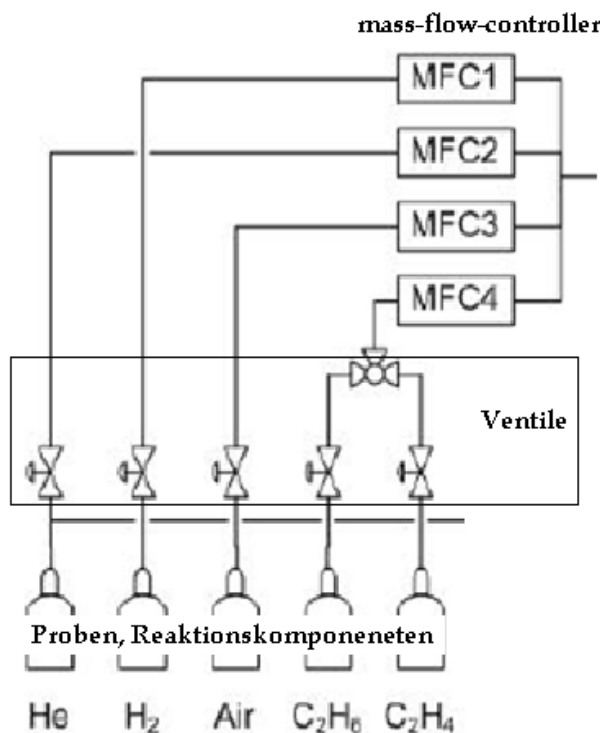 mass-flow-controller
MFC1
MFC2
MFC3
MFC4
Ventile
Proben, Reaktionskomponeneten
He H₂ Air C₂H₆ C₂H₄